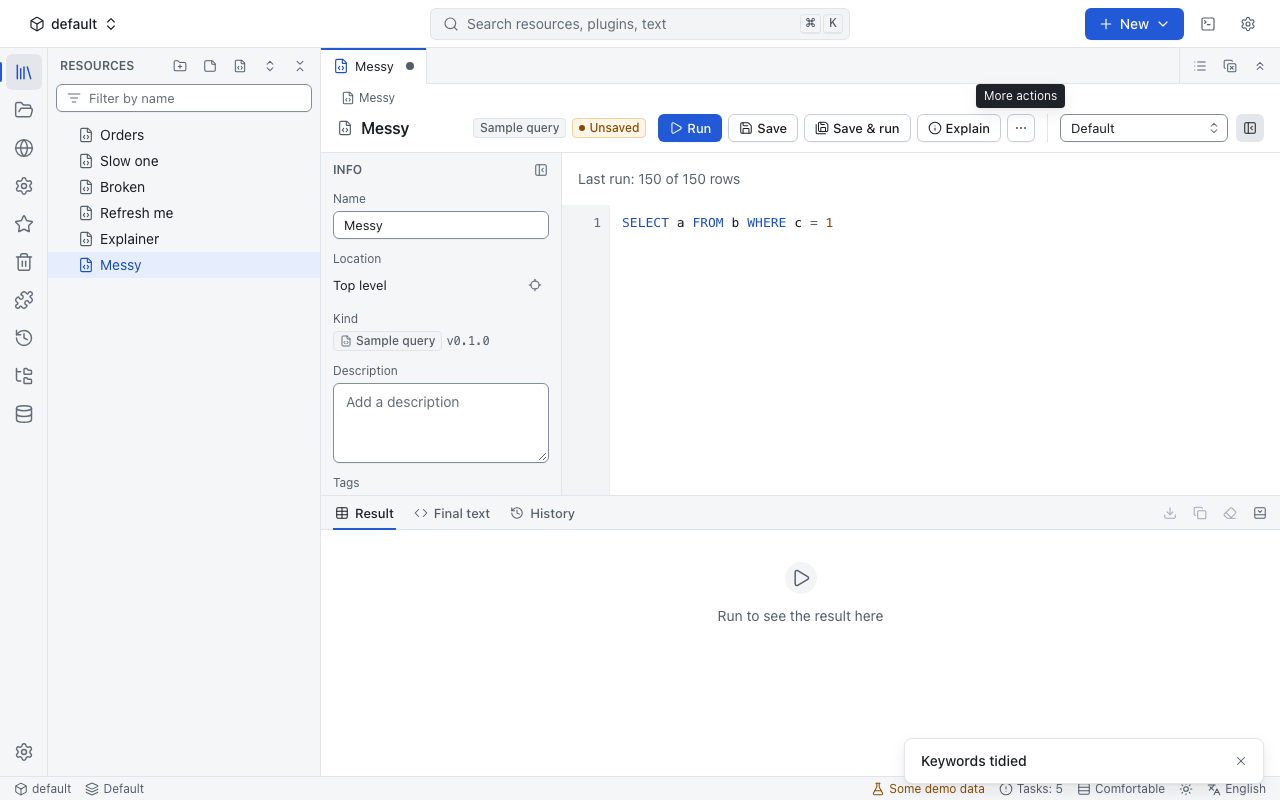 default
Search resources, plugins, text
⌘ K
New
RESOURCES
Filter by name
Orders
Slow one
Broken
Refresh me
Explainer
Messy
Messy
Messy
More actions
Messy
Sample query
Unsaved
Run
Save
Save & run
Explain
Default
INFO
Name
Messy
Location
Top level
Kind
Sample query v0.1.0
Description
Add a description
Tags
Last run: 150 of 150 rows
1
SELECT a FROM b WHERE c = 1
Result
Final text
History
Run to see the result here
Keywords tidied
default
Default
Some demo data
Tasks: 5
Comfortable
English